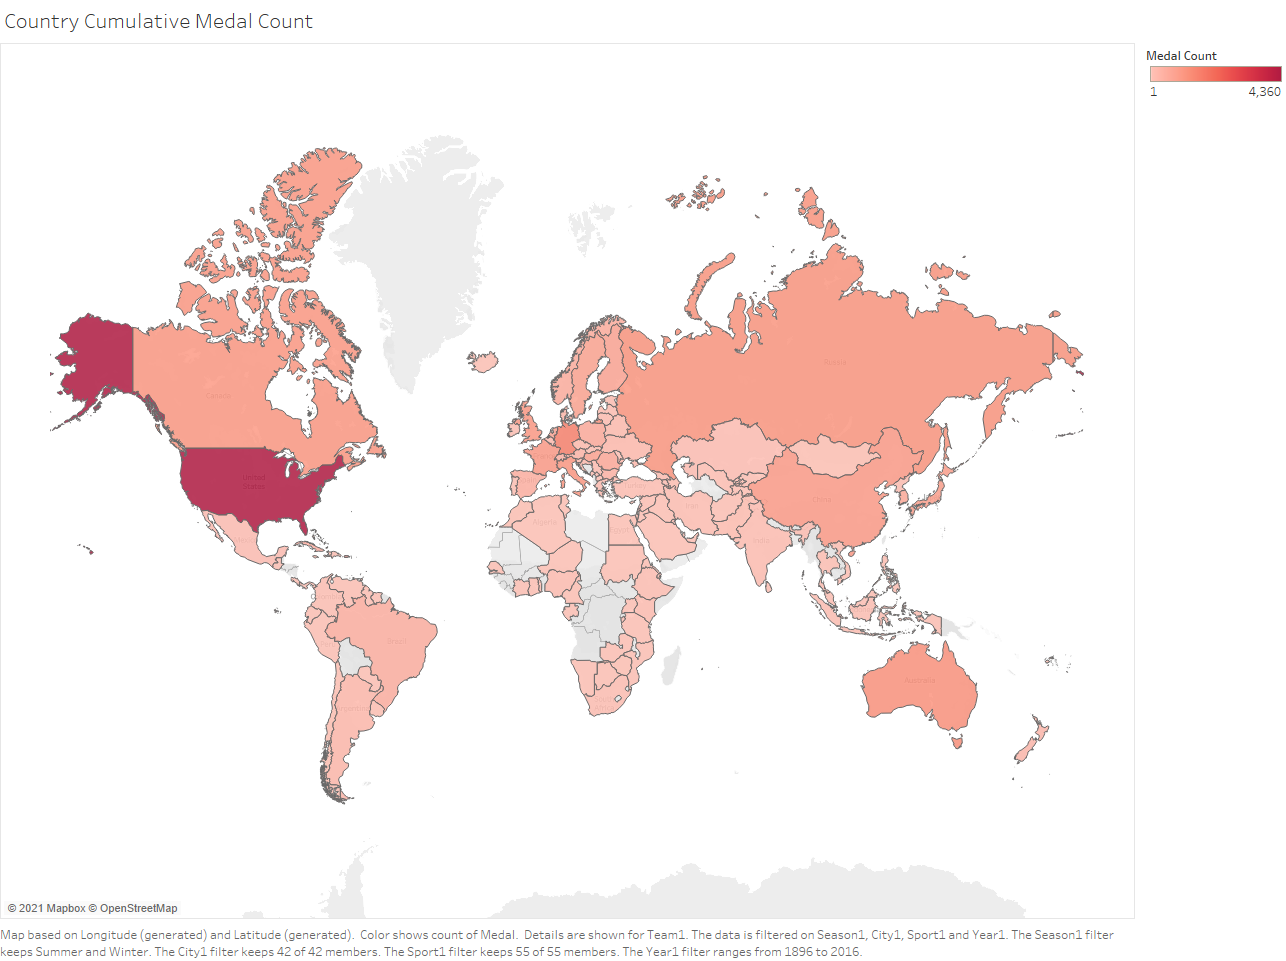 Country Cumulative Medal Count
Medal Count
1
4,360
Canada
Russia
United
States
China
Algeria
Iran
India
Brazil
Argentina
Australia
© 2021 Mapbox © OpenStreetMap
Map based on Longitude (generated) and Latitude (generated). Color shows count of Medal. Details are shown for Team1. The data is filtered on Season1, City1, Sport1 and Year1. The Season1 filter
keeps Summer and Winter. The City1 filter keeps 42 of 42 members. The Sport1 filter keeps 55 of 55 members. The Year1 filter ranges from 1896 to 2016.